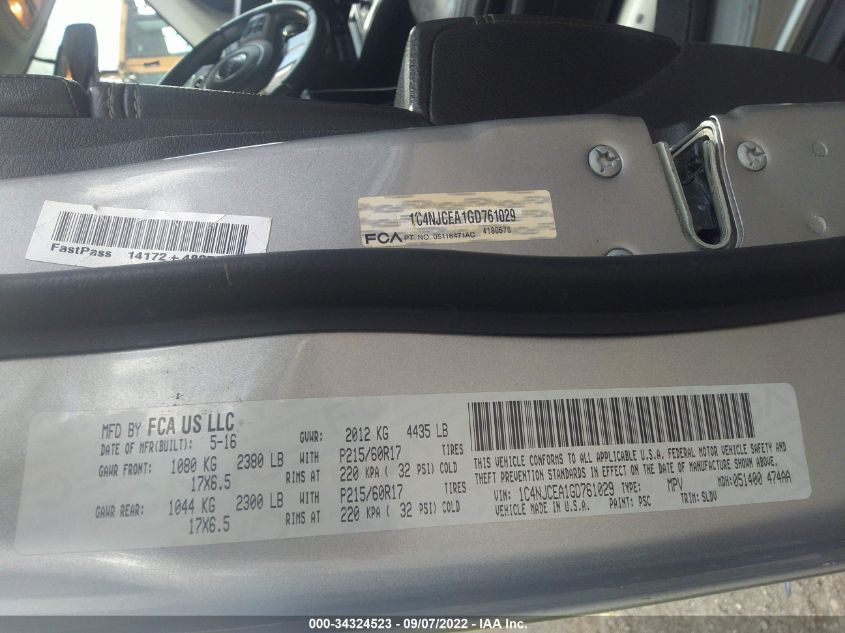 1C4NJCEA1GD761029
FCA PT. NO. 05116471AC 4190570
FastPass 14172
MFD BY FCA US LLC
DATE OF MFR(BUILT): 5-16 GVWR: 2012 KG 4435 LB
GAWR FRONT: 1080 KG 2380 LB WITH P215/60R17 TIRES
17X6.5 RIMS AT 220 KPA ( 32 PSI) COLD
GAWR REAR: 1044 KG 2300 LB WITH P215/60R17 TIRES
17X6.5 RIMS AT 220 KPA ( 32 PSI) COLD
THIS VEHICLE CONFORMS TO ALL APPLICABLE U.S.A. FEDERAL MOTOR VEHICLE SAFETY AND
THEFT PREVENTION STANDARDS IN EFFECT ON THE DATE OF MANUFACTURE SHOWN ABOVE.
VIN: 1C4NJCEA1GD761029 TYPE: MPV MDH: 051400 474AA
VEHICLE MADE IN U.S.A. PAINT: PSC TRIM: SLDV
000 - 34324523 - 09/07/2022 - IAA Inc.